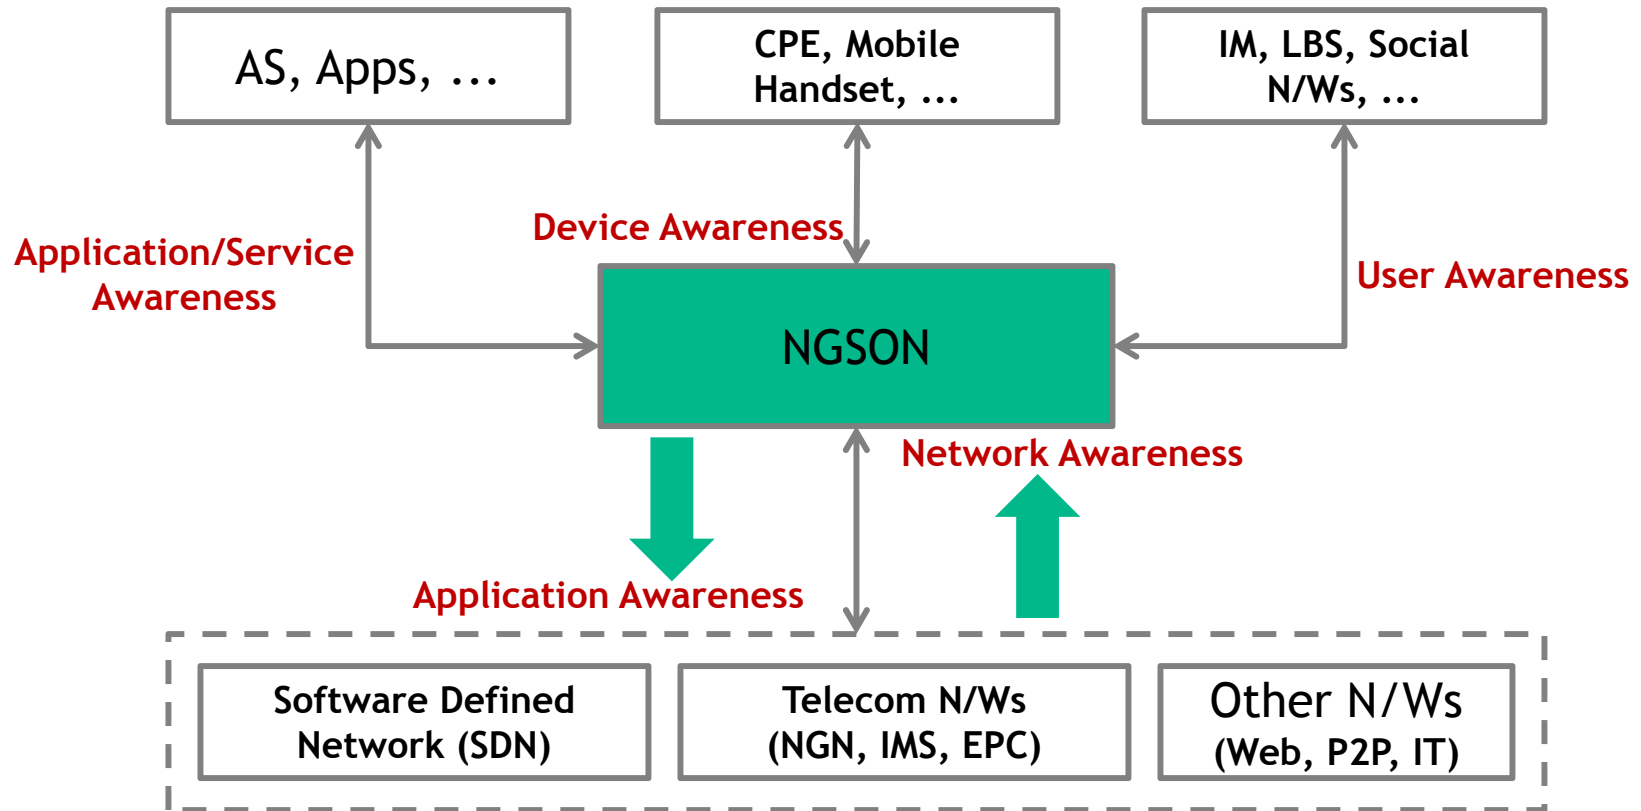 AS, Apps, ...
CPE, Mobile
Handset, ...
IM, LBS, Social
N/Ws, ...
Application/Service
Awareness
Device Awareness
User Awareness
NGSON
Network Awareness
Application Awareness
Software Defined
Network (SDN)
Telecom N/Ws
(NGN, IMS, EPC)
Other N/Ws
(Web, P2P, IT)